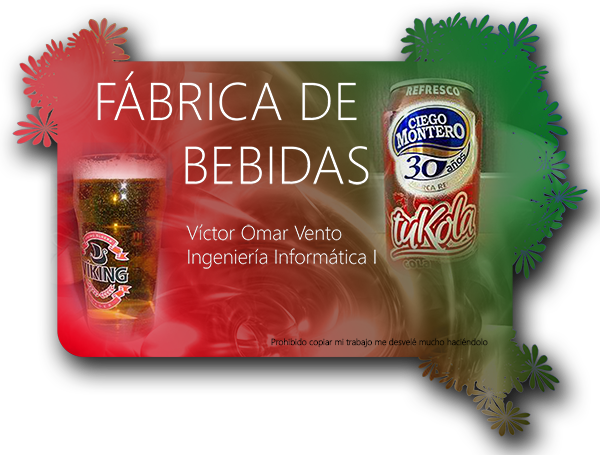 FÁBRICA DE
BEBIDAS
Víctor Omar Vento
Ingeniería Informática I
Prohibido copiar mi trabajo me desvelé mucho haciéndolo
REFRESCO
CIEGO
MONTERO
30 años
tuKola
VIKING